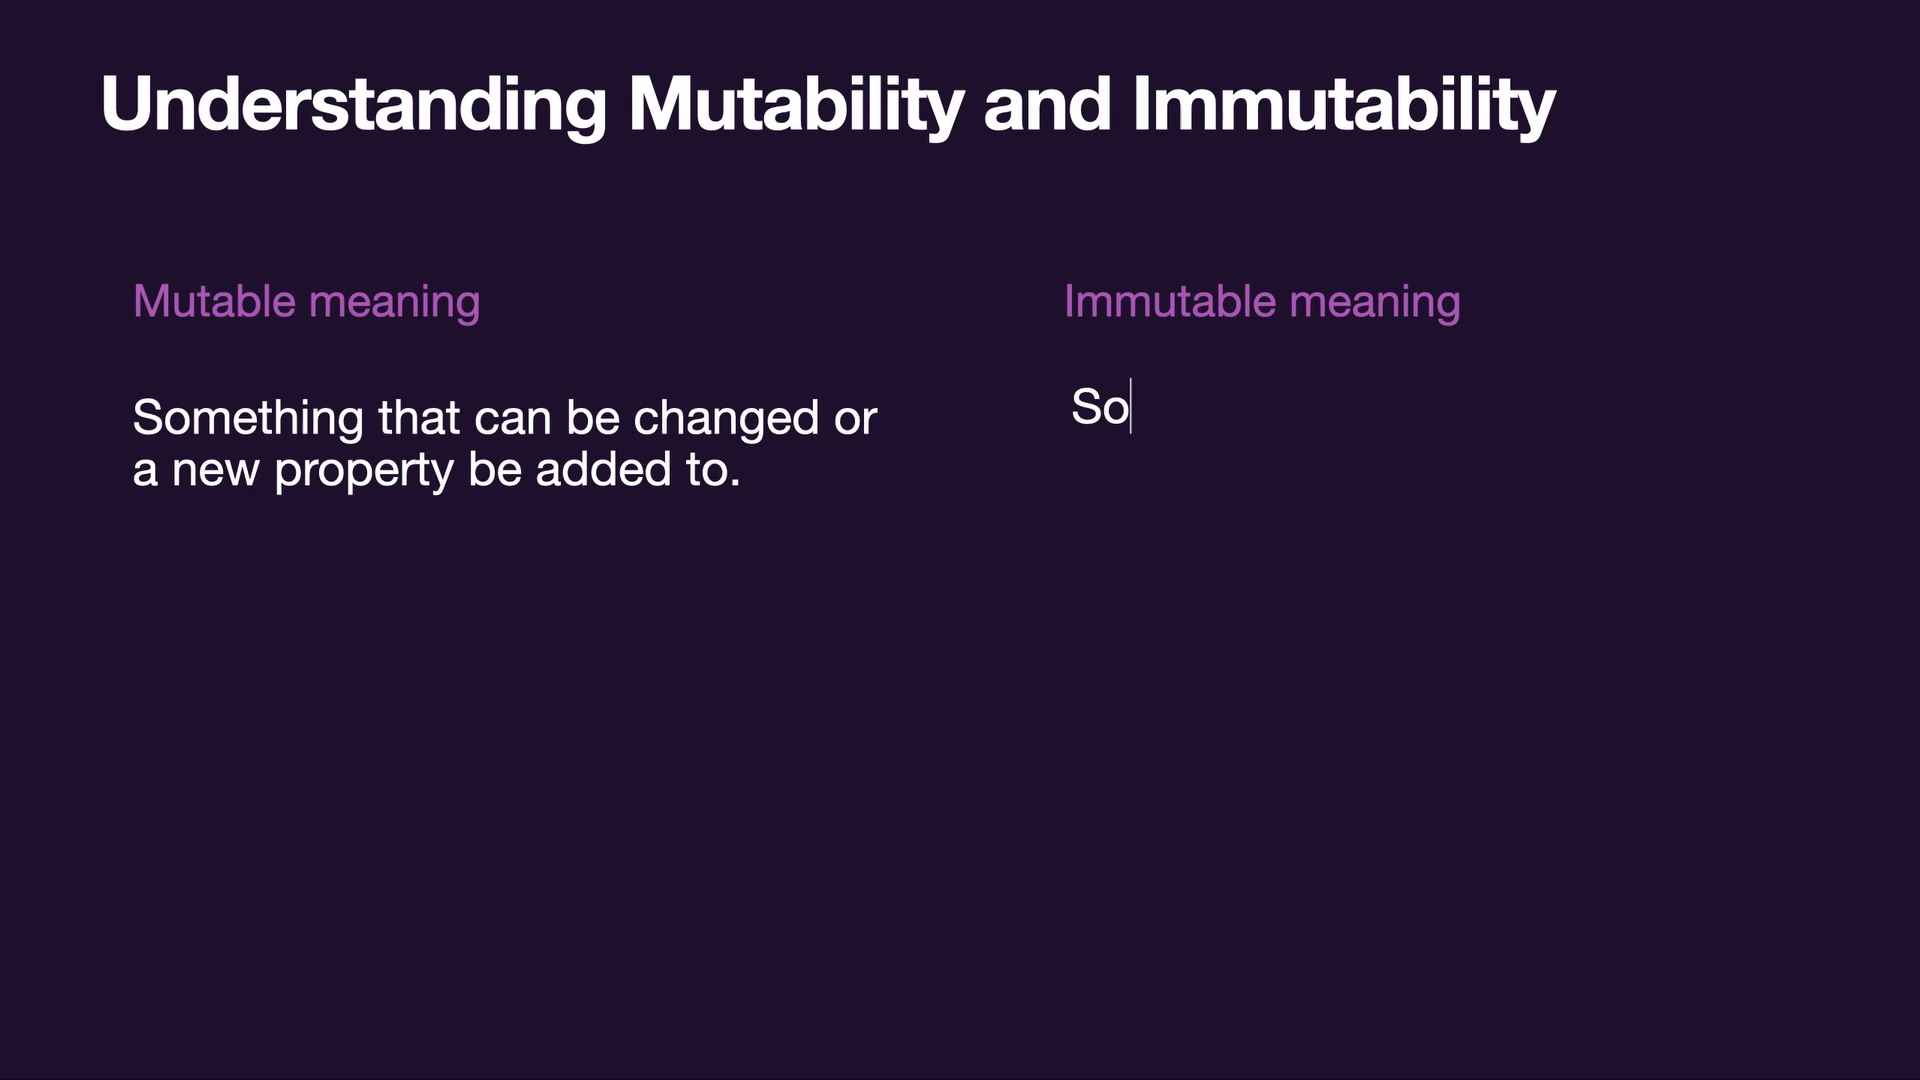 Understanding Mutability and Immutability
Mutable meaning
Something that can be changed or
a new property be added to.
Immutable meaning
So